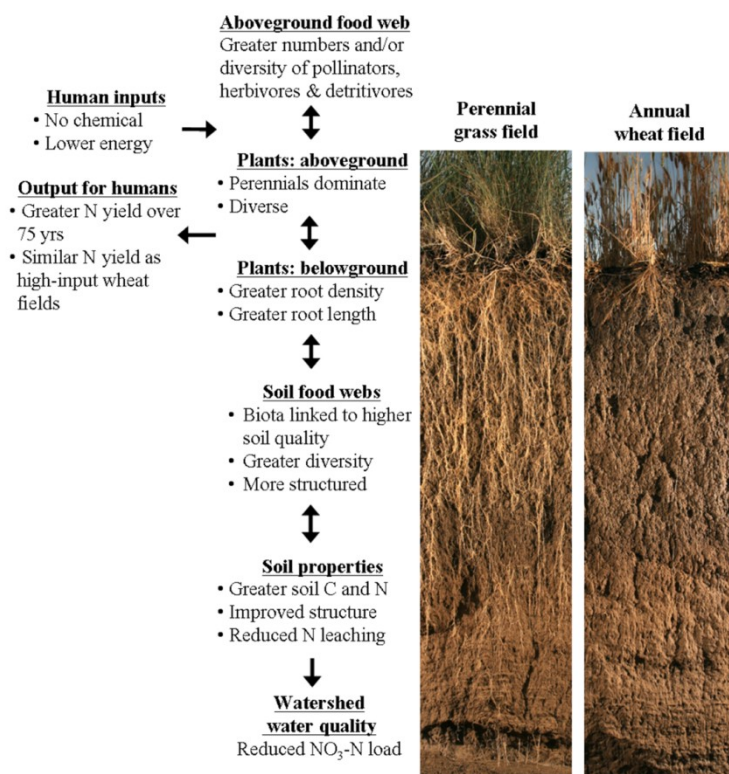 Aboveground food web
Greater numbers and/or
diversity of pollinators,
herbivores & detritivores
Human inputs
• No chemical
• Lower energy
Plants: aboveground
• Perennials dominate
• Diverse
Output for humans
• Greater N yield over
75 yrs
• Similar N yield as
high-input wheat
fields
Plants: belowground
• Greater root density
• Greater root length
Soil food webs
• Biota linked to higher
soil quality
• Greater diversity
• More structured
Soil properties
• Greater soil C and N
• Improved structure
• Reduced N leaching
Watershed
water quality
Reduced NO₃-N load
Perennial
grass field
Annual
wheat field